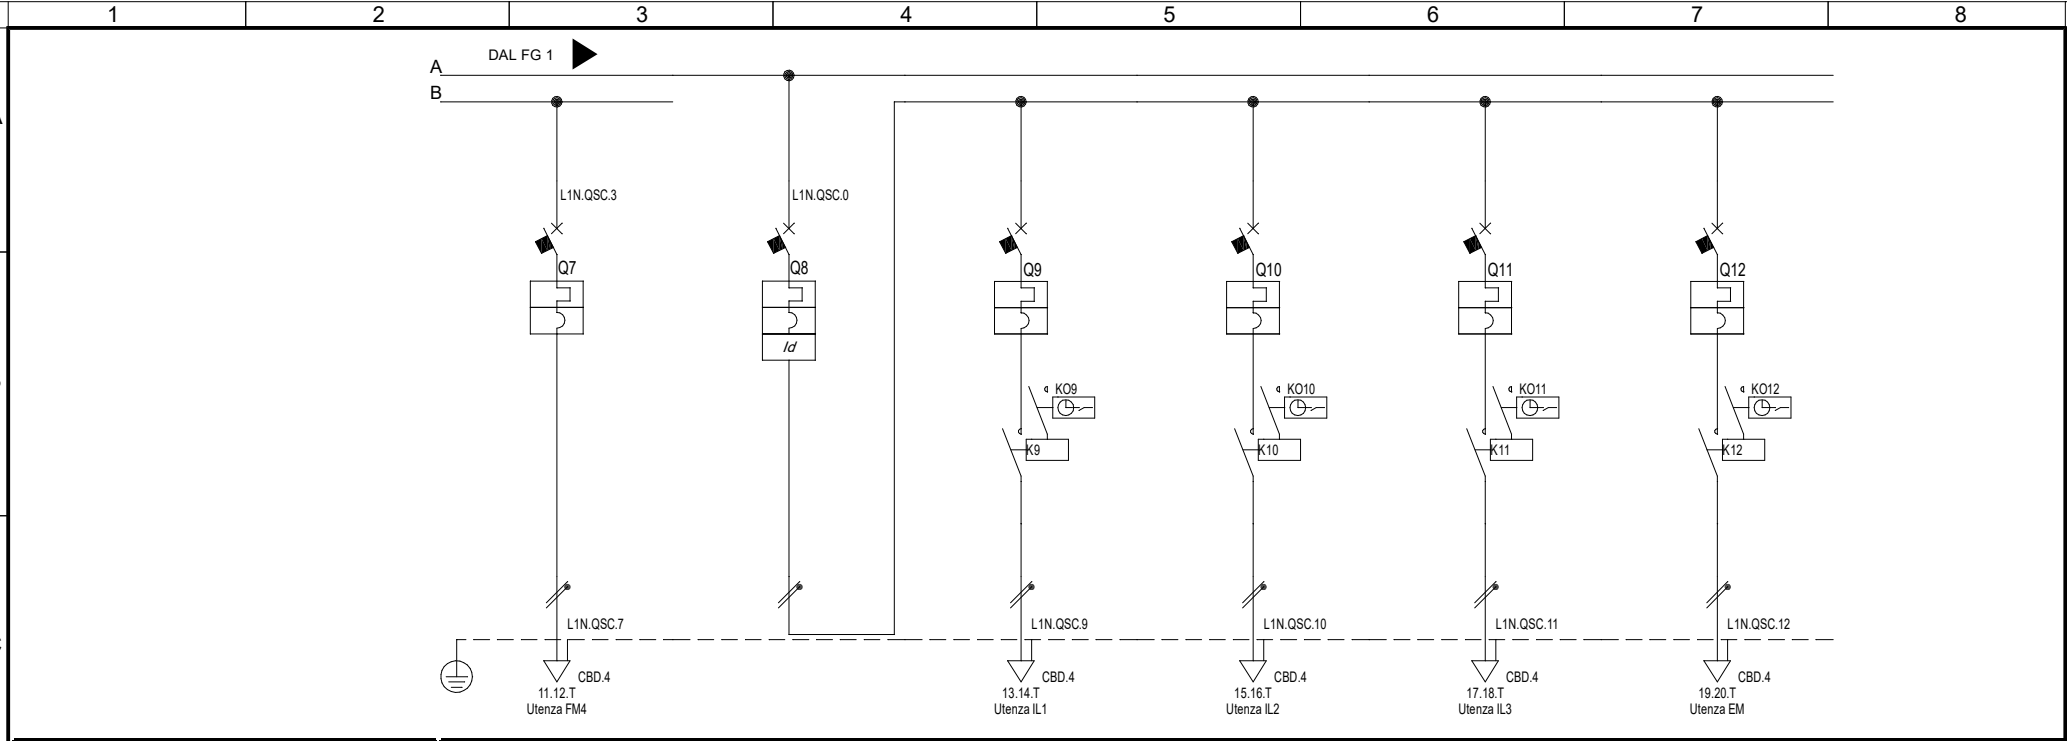 1 2 3 4 5 6 7 8
DAL FG 1
A
B
L1N.QSC.3 L1N.QSC.0
Q7 Q8 Q9 Q10 Q11 Q12
Id
KO9 KO10 KO11 KO12
K9 K10 K11 K12
L1N.QSC.7 L1N.QSC.9 L1N.QSC.10 L1N.QSC.11 L1N.QSC.12
CBD.4 CBD.4 CBD.4 CBD.4 CBD.4
11.12.T 13.14.T 15.16.T 17.18.T 19.20.T
Utenza FM4 Utenza IL1 Utenza IL2 Utenza IL3 Utenza EM